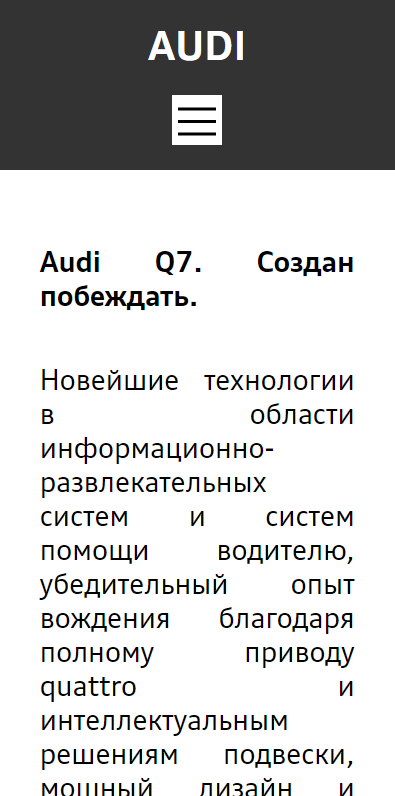 AUDI
Audi Q7. Создан
побеждать.
Новейшие технологии
в области
информационно-
развлекательных
систем и систем
помощи водителю,
убедительный опыт
вождения благодаря
полному приводу
quattro и
интеллектуальным
решениям подвески,
мощный дизайн и